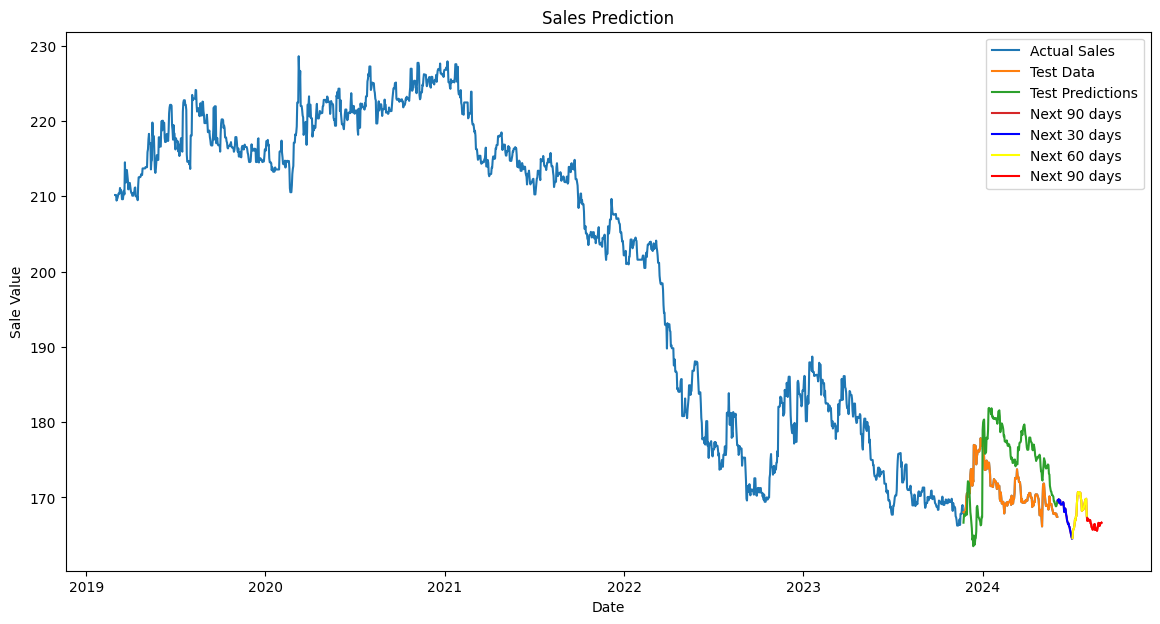 Sales Prediction
Actual Sales
Test Data
Test Predictions
Next 90 days
Next 30 days
Next 60 days
Next 90 days
230
220
210
200
190
180
170
Sale Value
2019 2020 2021 2022 2023 2024
Date